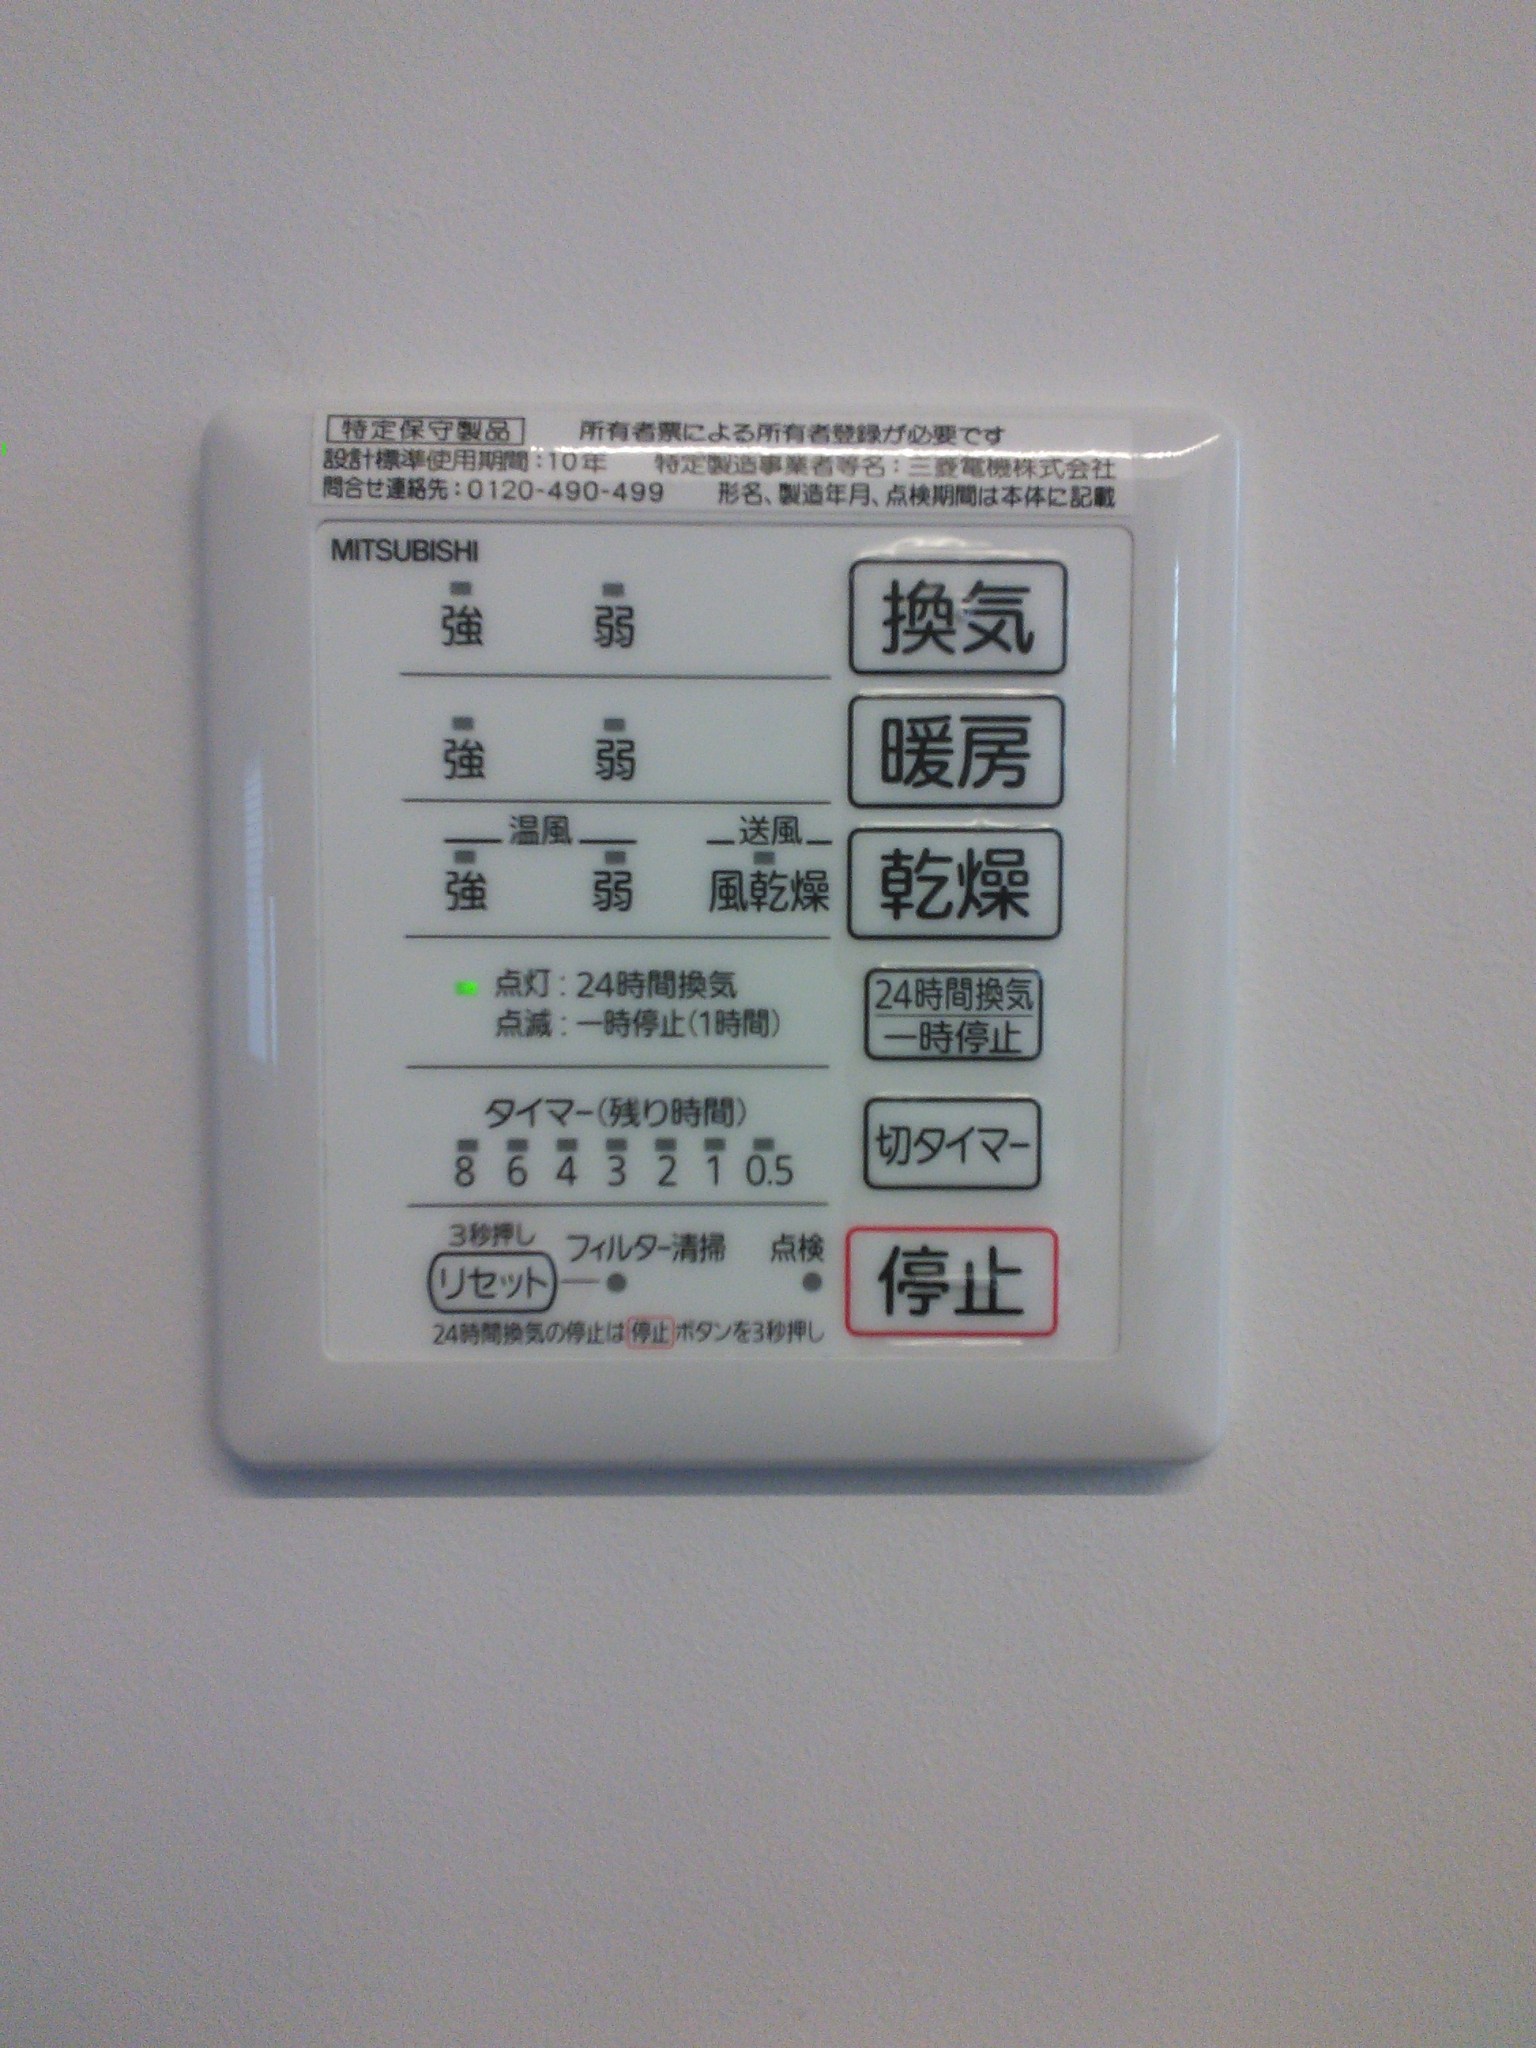 特定保守製品 所有者票による所有者登録が必要です
設計標準使用期間:10年 特定製造事業者等名:三菱電機株式会社
問合せ連絡先:0120-490-499 形名、製造年月、点検期間は本体に記載
MITSUBISHI
強 弱 換気
強 弱 暖房
温風 送風
強 弱 風乾燥 乾燥
点灯:24時間換気
点滅:一時停止(1時間)
24時間換気
一時停止
タイマー(残り時間)
8 6 4 3 2 1 0.5
切タイマー
3秒押し
リセット フィルター清掃 点検
停止
24時間換気の停止は停止ボタンを3秒押し